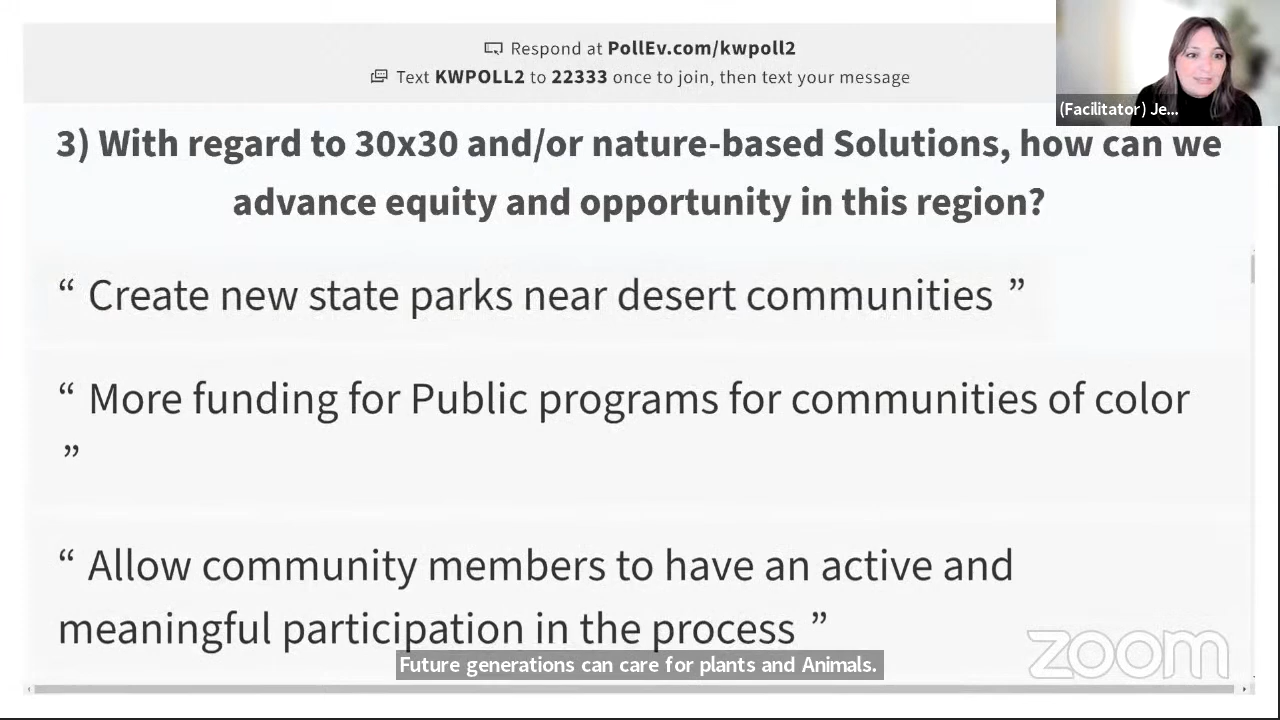 Respond at PollEv.com/kwpoll2
Text KWPOLL2 to 22333 once to join, then text your message
(Facilitator) Je...
3) With regard to 30x30 and/or nature-based Solutions, how can we
advance equity and opportunity in this region?
“ Create new state parks near desert communities ”
“ More funding for Public programs for communities of color
”
“ Allow community members to have an active and
meaningful participation in the process ”
Future generations can care for plants and Animals.
zoom